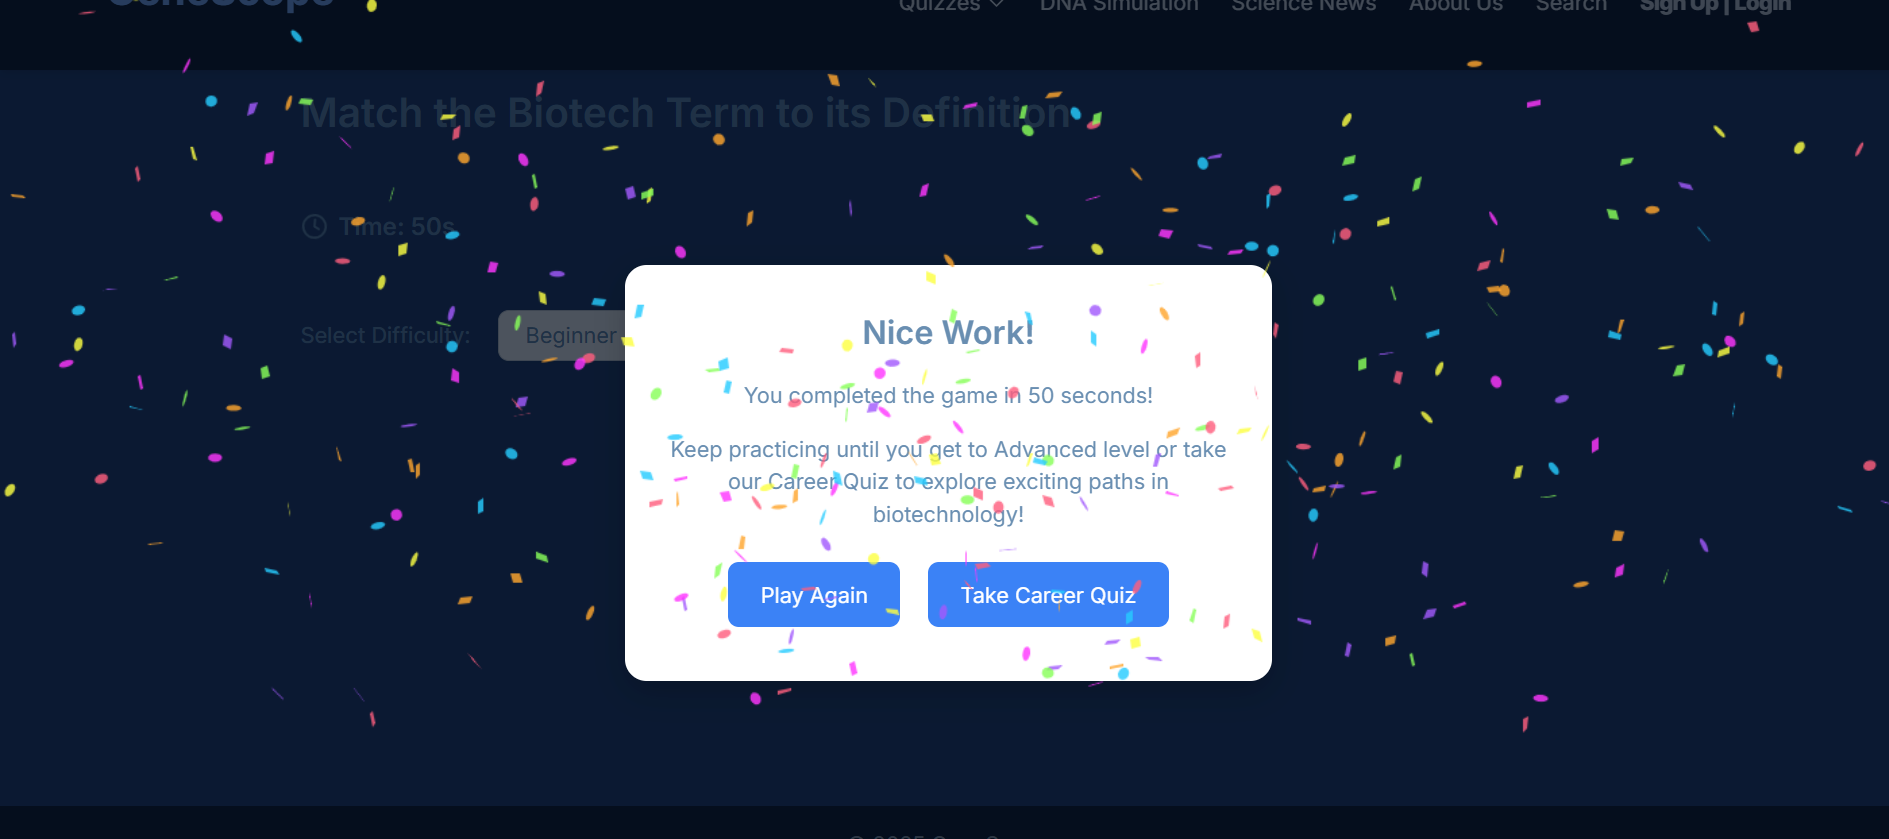 GeneScope
Quizzes DNA Simulation Science News About Us Search Sign Up | Login
Match the Biotech Term to its Definition
Time: 50s
Select Difficulty: Beginner
Nice Work!
You completed the game in 50 seconds!
Keep practicing until you get to Advanced level or take
our Career Quiz to explore exciting paths in
biotechnology!
Play Again Take Career Quiz
© 2025